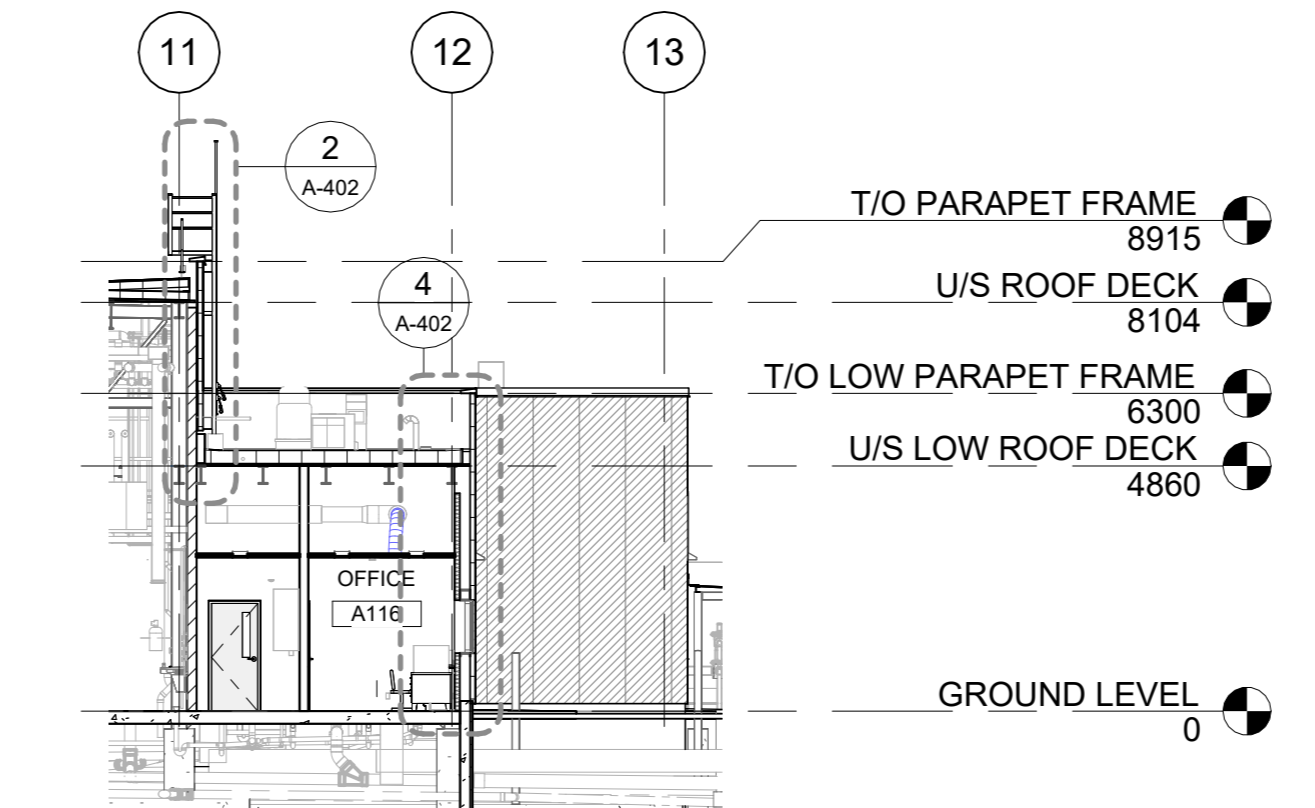 11
12
13
2
A-402
T/O PARAPET FRAME
8915
4
A-402
U/S ROOF DECK
8104
T/O LOW PARAPET FRAME
6300
U/S LOW ROOF DECK
4860
OFFICE
A116
GROUND LEVEL
0